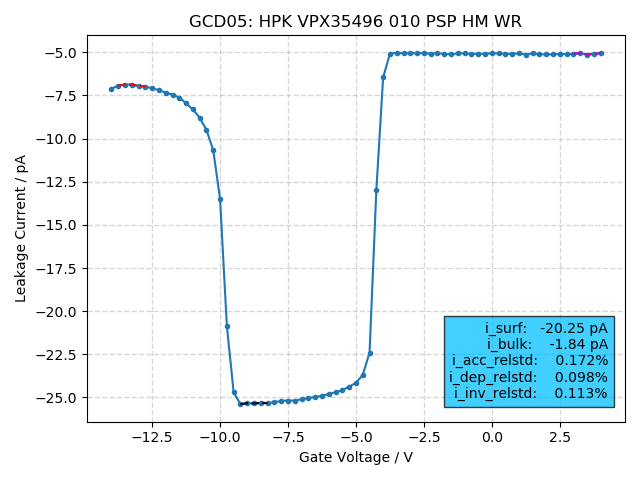 GCD05: HPK VPX35496 010 PSP HM WR
−5.0
−7.5
−10.0
−12.5
−15.0
−17.5
−20.0
−22.5
−25.0
Leakage Current / pA
i_surf: -20.25 pA
i_bulk: -1.84 pA
i_acc_relstd: 0.172%
i_dep_relstd: 0.098%
i_inv_relstd: 0.113%
−12.5 −10.0 −7.5 −5.0 −2.5 0.0 2.5
Gate Voltage / V